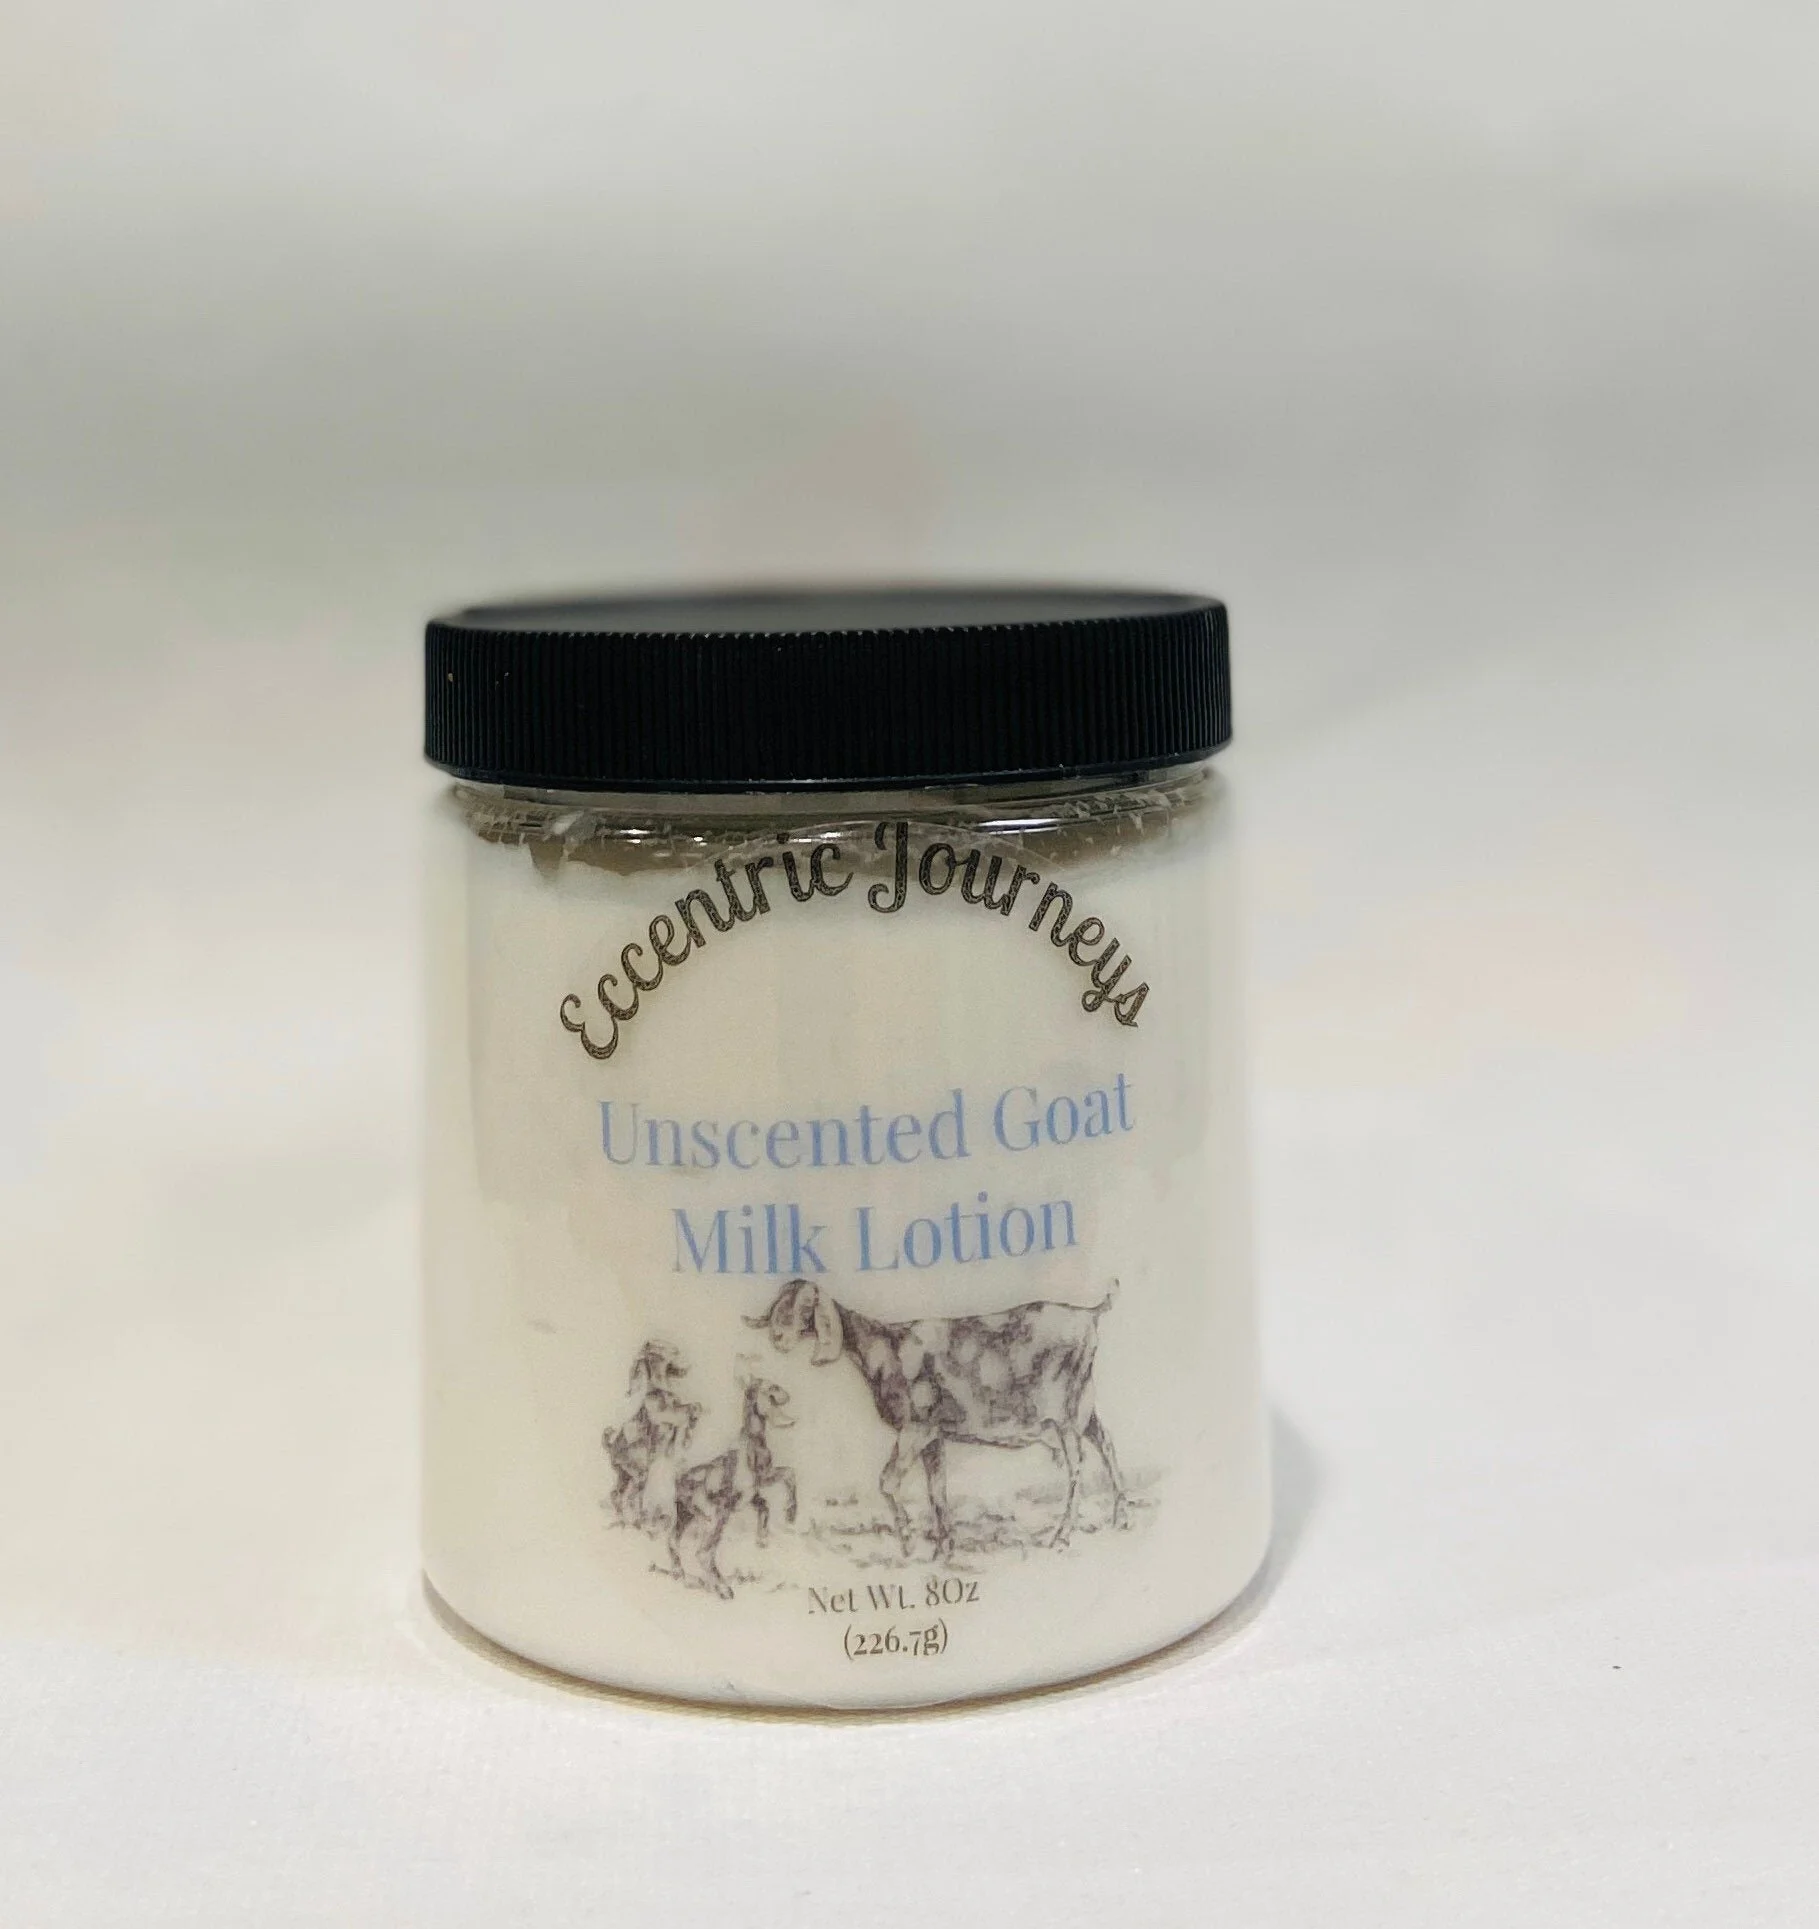 Eccentric Journeys
Unscented Goat
Milk Lotion
Net Wt. 8Oz
(226.7g)